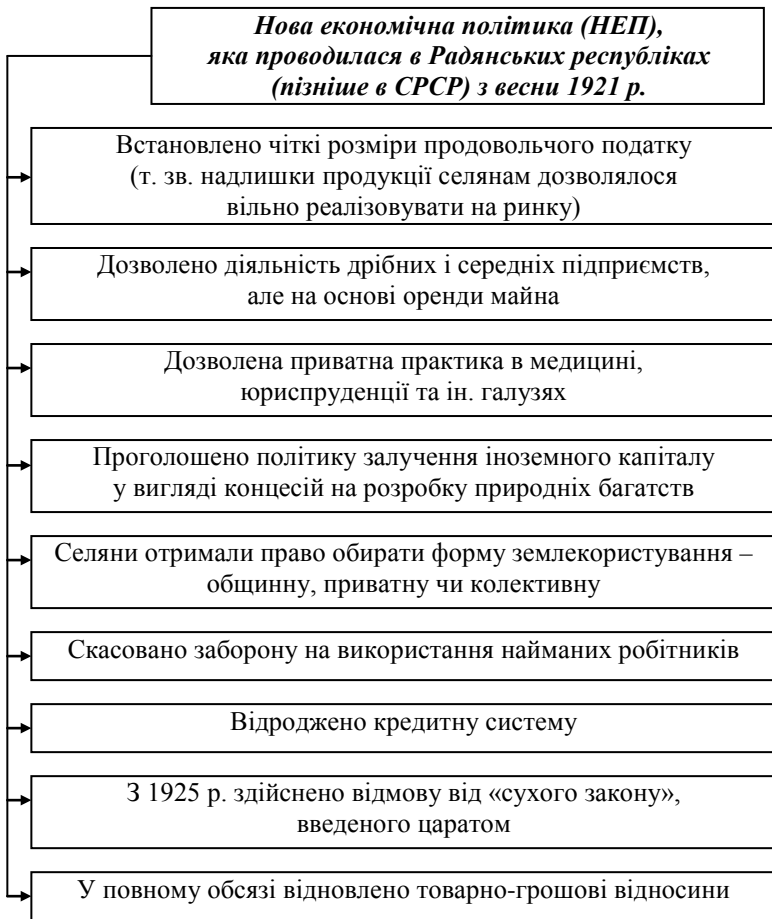 Нова економічна політика (НЕП),
яка проводилася в Радянських республіках
(пізніше в СРСР) з весни 1921 р.
Встановлено чіткі розміри продовольчого податку
(т. зв. надлишки продукції селянам дозволялося
вільно реалізовувати на ринку)
Дозволено діяльність дрібних і середніх підприємств,
але на основі оренди майна
Дозволена приватна практика в медицині,
юриспруденції та ін. галузях
Проголошено політику залучення іноземного капіталу
у вигляді концесій на розробку природніх багатств
Селяни отримали право обирати форму землекористування –
общинну, приватну чи колективну
Скасовано заборону на використання найманих робітників
Відроджено кредитну систему
З 1925 р. здійснено відмову від «сухого закону»,
введеного царатом
У повному обсязі відновлено товарно-грошові відносини